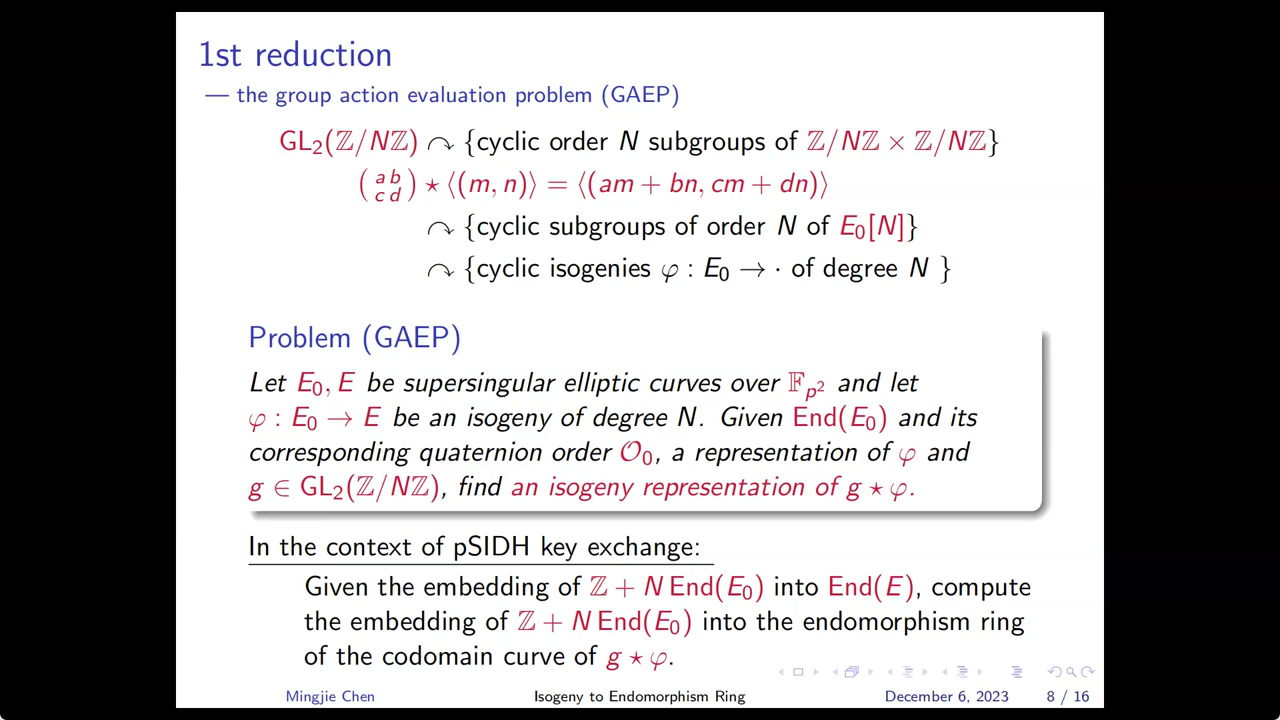 1st reduction
— the group action evaluation problem (GAEP)
GL₂(ℤ/Nℤ) ↷ {cyclic order N subgroups of ℤ/Nℤ × ℤ/Nℤ}
(a b
c d) ⋆ ⟨(m, n)⟩ = ⟨(am + bn, cm + dn)⟩
↷ {cyclic subgroups of order N of E₀[N]}
↷ {cyclic isogenies φ : E₀ → · of degree N }
Problem (GAEP)
Let E₀, E be supersingular elliptic curves over 𝔽_p² and let
φ : E₀ → E be an isogeny of degree N. Given End(E₀) and its
corresponding quaternion order 𝒪₀, a representation of φ and
g ∈ GL₂(ℤ/Nℤ), find an isogeny representation of g ⋆ φ.
In the context of pSIDH key exchange:
Given the embedding of ℤ + N End(E₀) into End(E), compute
the embedding of ℤ + N End(E₀) into the endomorphism ring
of the codomain curve of g ⋆ φ.
Mingjie Chen Isogeny to Endomorphism Ring December 6, 2023 8 / 16